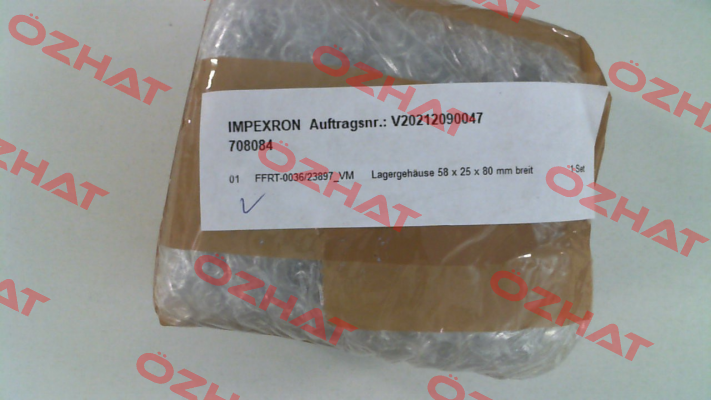 IMPEXRON Auftragsnr.: V20212090047
708084
01 FFRT-0036/23897_VM Lagergehäuse 58 x 25 x 80 mm breit
ÖZHAT
ÖZHAT
ÖZHAT
ÖZHAT
ÖZHAT
ÖZHAT
ÖZHAT
ÖZHAT
ÖZHAT